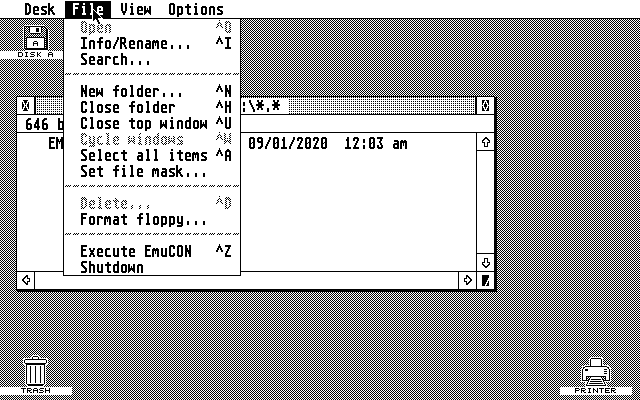 Desk File View Options
Open ^O
Info/Rename... ^I
Search...
New folder... ^N
Close folder ^H
Close top window ^U
Cycle windows ^W
Select all items ^A
Set file mask...
Delete... ^D
Format floppy...
Execute EmuCON ^Z
Shutdown
A
DISK A
:\*.*
646 b
EM 09/01/2020 12:03 am
TRASH
PRINTER